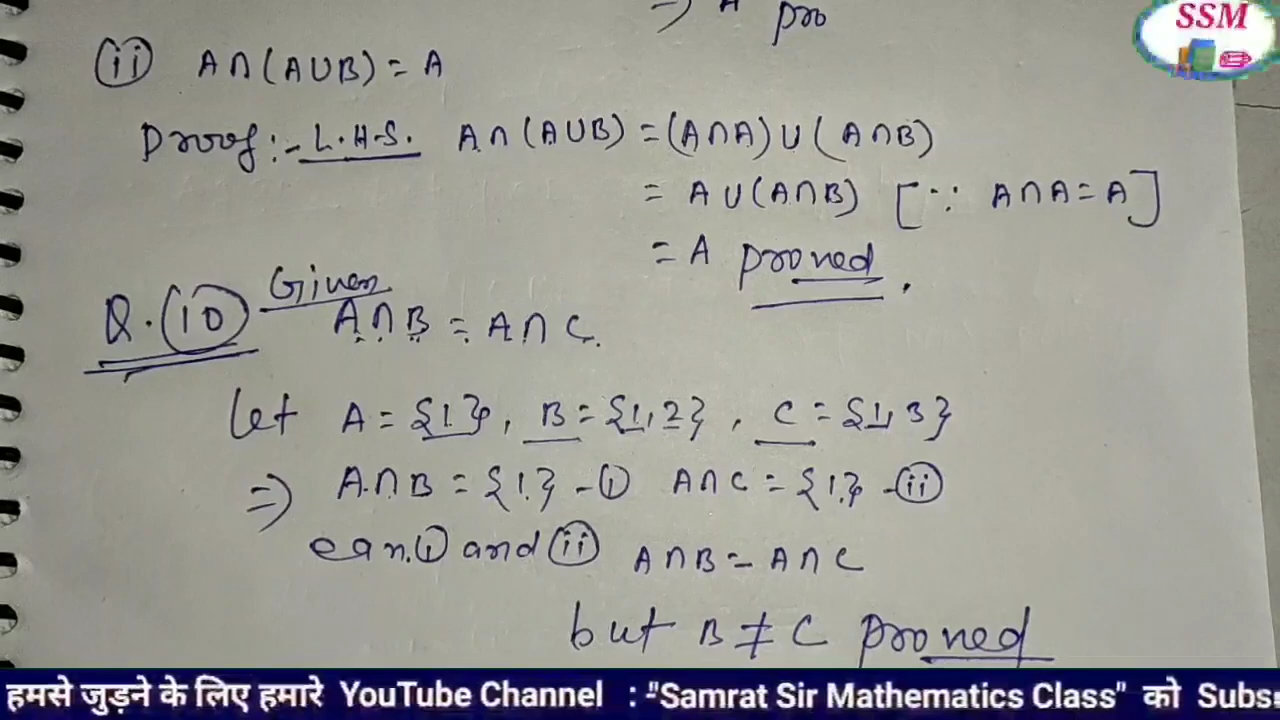 ⇒ A pro
SSM
(ii) A∩(A∪B) = A
Proof:- L.H.S. A∩(A∪B) = (A∩A)∪(A∩B)
= A∪(A∩B) [∵ A∩A=A]
= A proved.
Q.(10) Given A∩B = A∩C.
let A = {1}, B = {1,2}, C = {1,3}
⇒ A∩B = {1} -(i) A∩C = {1} -(ii)
eqn.(i) and (ii) A∩B = A∩C
but B ≠ C proved
हमसे जुड़ने के लिए हमारे YouTube Channel :-"Samrat Sir Mathematics Class" को Subs